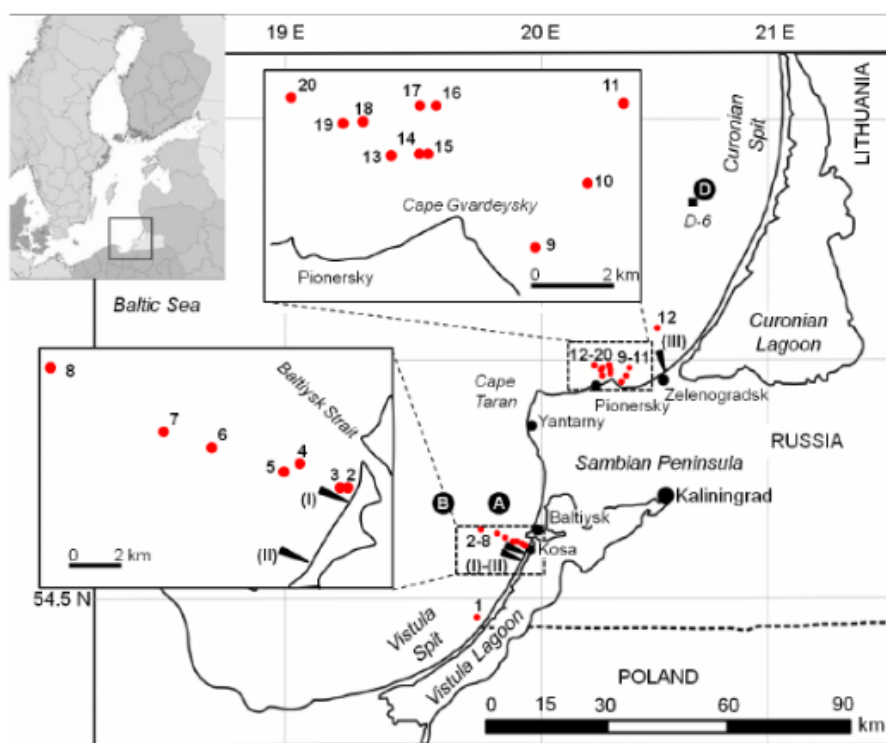 19 E
20 E
21 E
20
17
16
11
19
18
14
15
13
10
Cape Gvardeysky
9
Pionersky
0
2 km
Curonian
Spit
LITHUANIA
D
D-6
Baltic Sea
12
(III)
Curonian
Lagoon
12-20
9-11
Cape
Taran
Pionersky
Zelenogradsk
Yantarny
RUSSIA
Sambian Peninsula
Kaliningrad
8
Baltiysk Strait
7
6
4
5
3
2
(I)
(II)
0
2 km
B
A
Baltiysk
2-8
Kosa
(I)-(II)
54.5 N
1
Vistula
Spit
Vistula Lagoon
POLAND
0
15
30
60
90
km